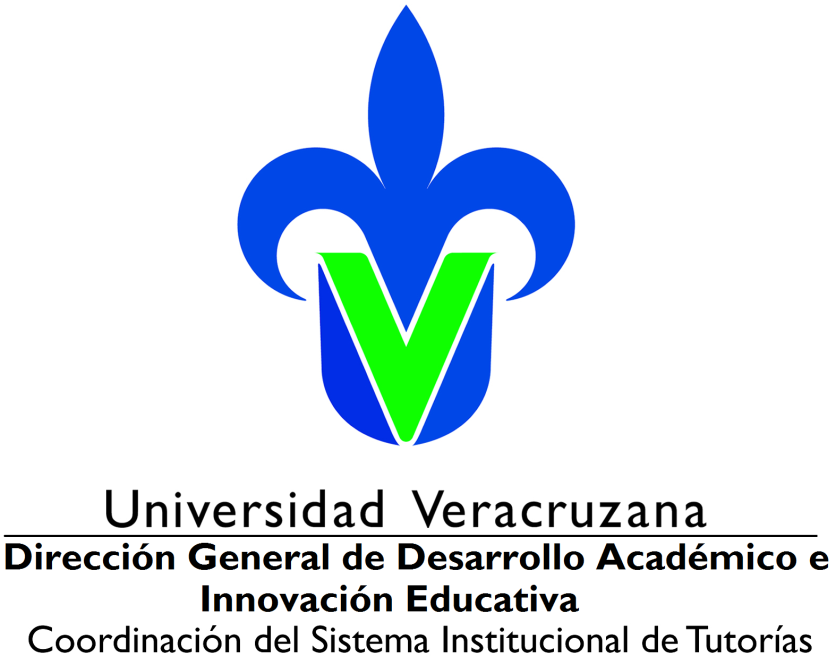 Universidad Veracruzana
Dirección General de Desarrollo Académico e
Innovación Educativa
Coordinación del Sistema Institucional de Tutorías